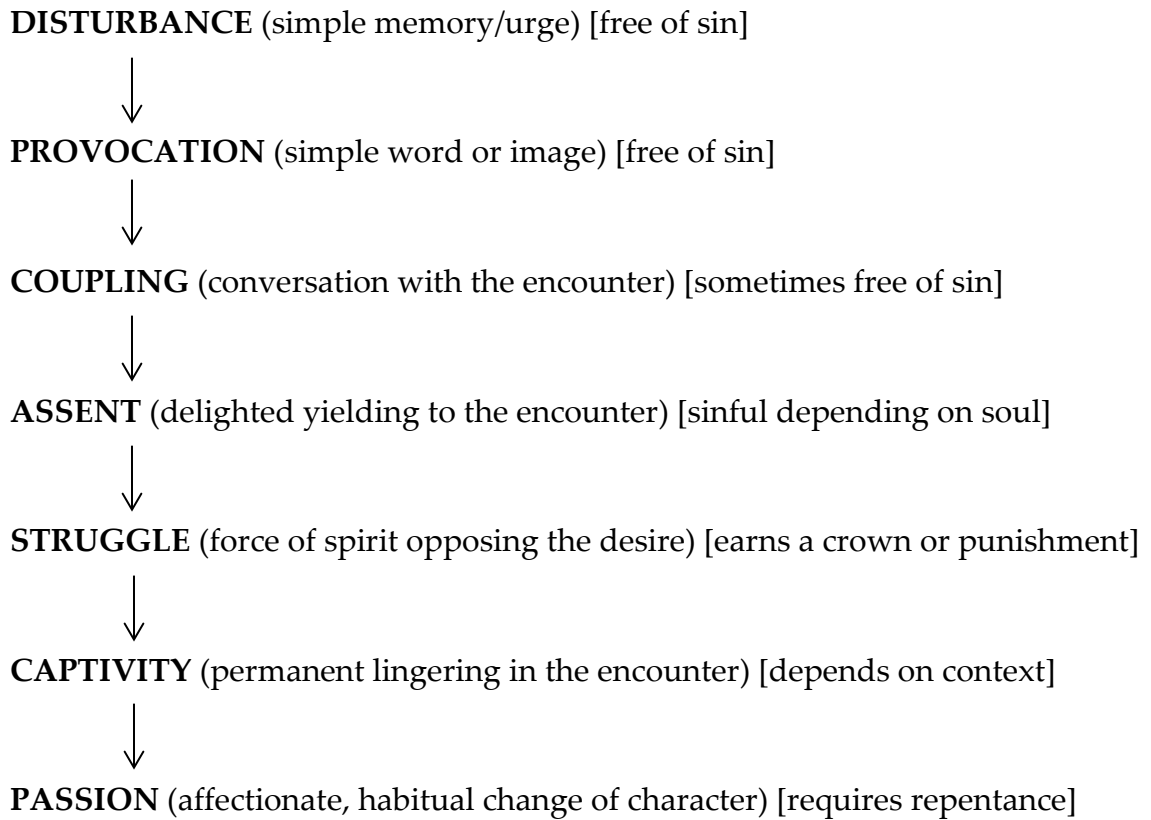 DISTURBANCE (simple memory/urge) [free of sin]
PROVOCATION (simple word or image) [free of sin]
COUPLING (conversation with the encounter) [sometimes free of sin]
ASSENT (delighted yielding to the encounter) [sinful depending on soul]
STRUGGLE (force of spirit opposing the desire) [earns a crown or punishment]
CAPTIVITY (permanent lingering in the encounter) [depends on context]
PASSION (affectionate, habitual change of character) [requires repentance]